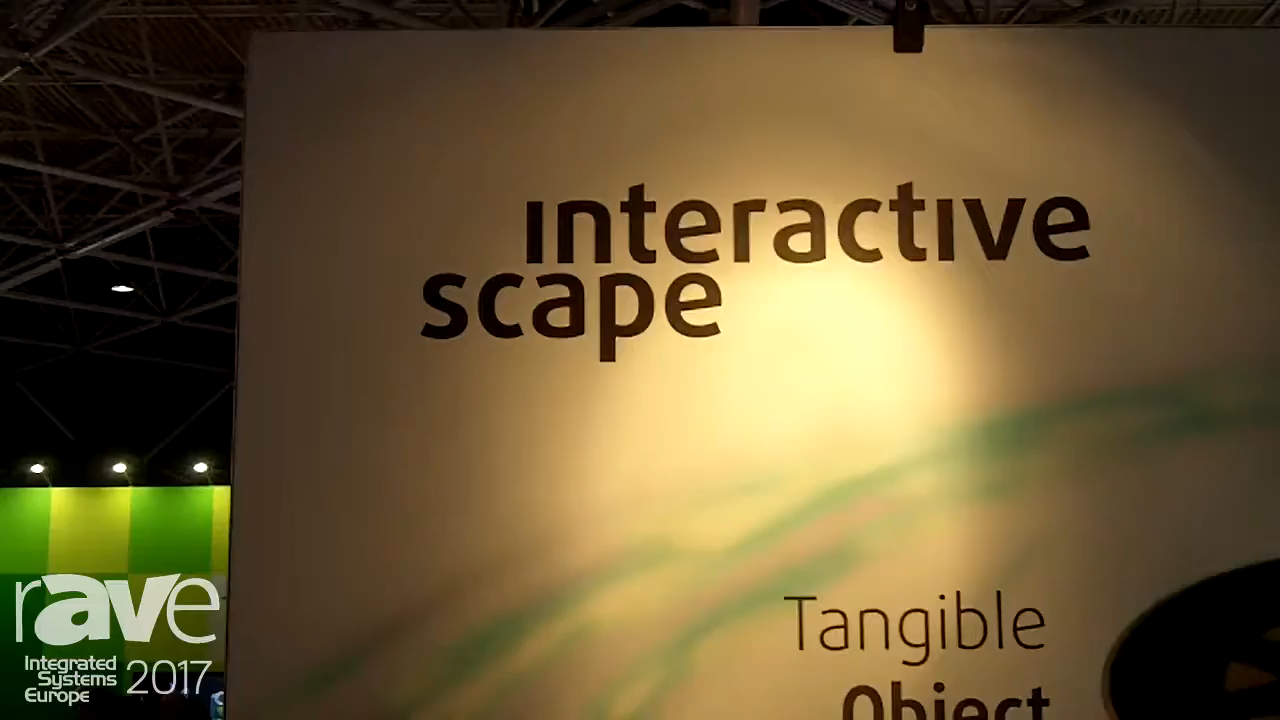 interactive
scape
Tangible
Object
rave
Integrated
Systems
Europe
2017